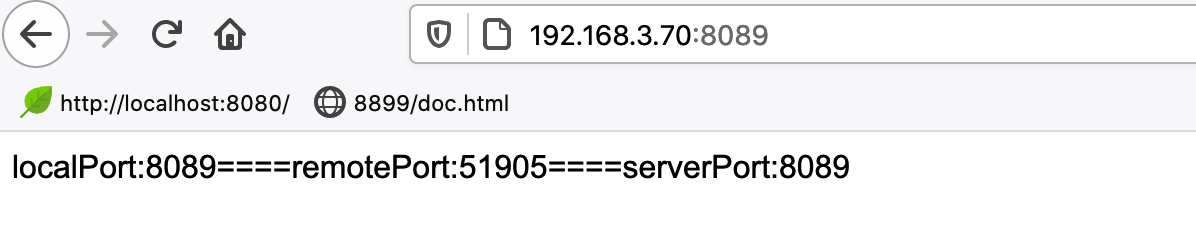 192.168.3.70:8089
http://localhost:8080/ 8899/doc.html
localPort:8089====remotePort:51905====serverPort:8089